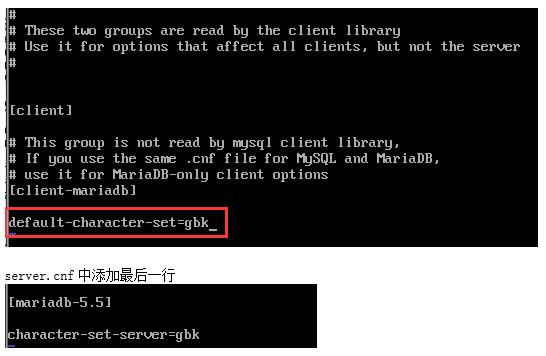 #
# These two groups are read by the client library
# Use it for options that affect all clients, but not the server
#
[client]
# This group is not read by mysql client library,
# If you use the same .cnf file for MySQL and MariaDB,
# use it for MariaDB-only client options
[client-mariadb]
default-character-set=gbk_
~
server.cnf 中添加最后一行
[mariadb-5.5]
character-set-server=gbk
~